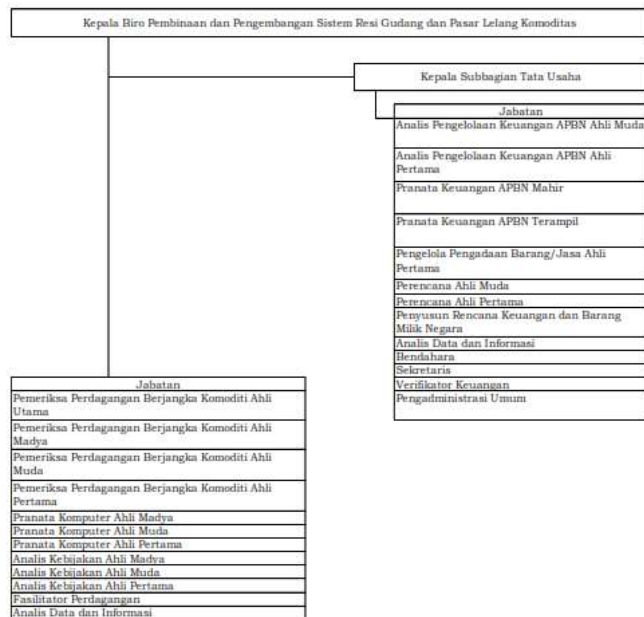 Kepala Biro Pembinaan dan Pengembangan Sistem Resi Gudang dan Pasar Lelang Komoditas
Kepala Subbagian Tata Usaha
Jabatan
Analis Pengelolaan Keuangan APBN Ahli Muda
Analis Pengelolaan Keuangan APBN Ahli
Pertama
Pranata Keuangan APBN Mahir
Pranata Keuangan APBN Terampil
Pengelola Pengadaan Barang/Jasa Ahli
Pertama
Perencana Ahli Muda
Perencana Ahli Pertama
Penyusun Rencana Keuangan dan Barang
Milik Negara
Analis Data dan Informasi
Bendahara
Sekretaris
Verifikator Keuangan
Pengadministrasi Umum
Jabatan
Pemeriksa Perdagangan Berjangka Komoditi Ahli
Utama
Pemeriksa Perdagangan Berjangka Komoditi Ahli
Madya
Pemeriksa Perdagangan Berjangka Komoditi Ahli
Muda
Pemeriksa Perdagangan Berjangka Komoditi Ahli
Pertama
Pranata Komputer Ahli Madya
Pranata Komputer Ahli Muda
Pranata Komputer Ahli Pertama
Analis Kebijakan Ahli Madya
Analis Kebijakan Ahli Muda
Analis Kebijakan Ahli Pertama
Fasilitator Perdagangan
Analis Data dan Informasi